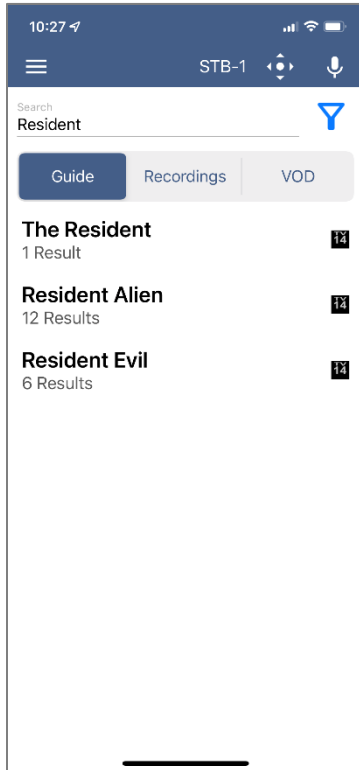 10:27
STB-1
Search
Resident
Guide Recordings VOD
The Resident
TV 14
1 Result
Resident Alien
TV 14
12 Results
Resident Evil
TV 14
6 Results